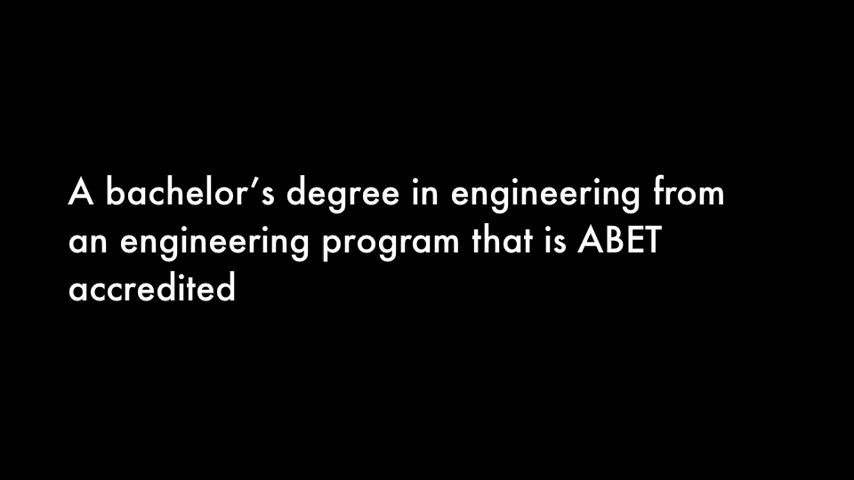 A bachelor’s degree in engineering from
an engineering program that is ABET
accredited